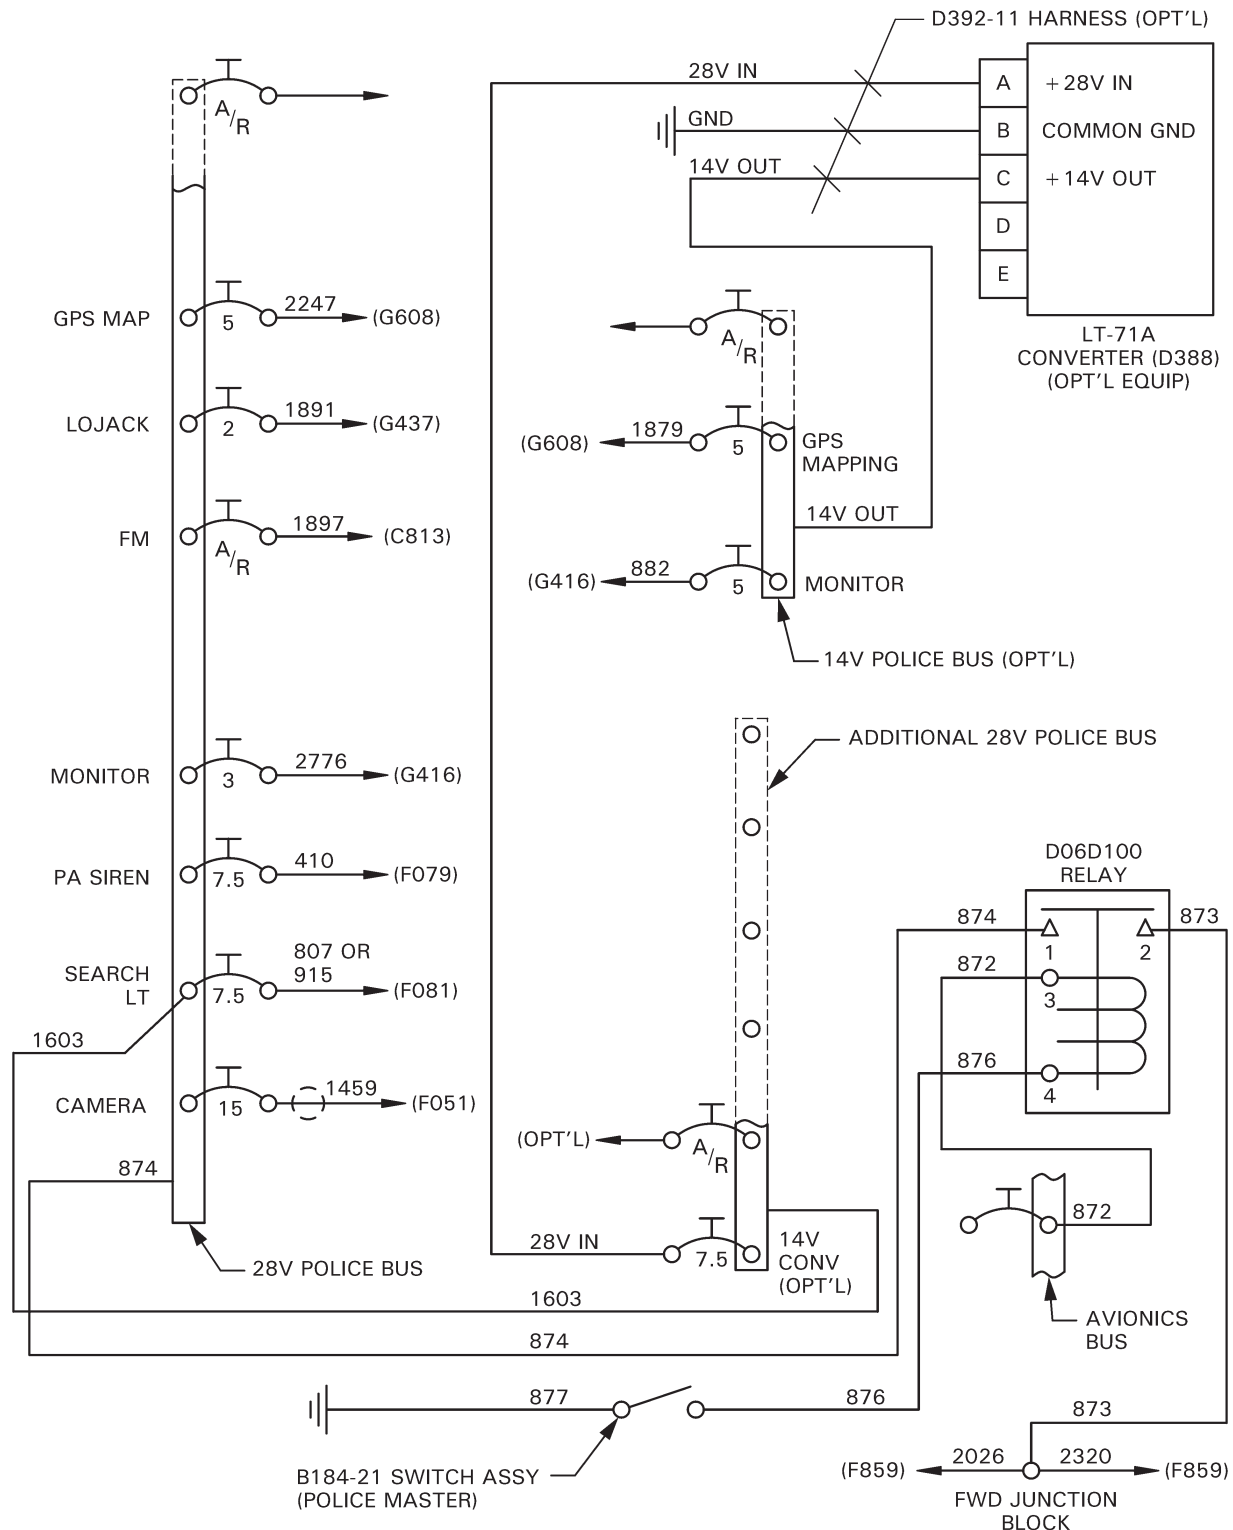 D392-11 HARNESS (OPT'L)
28V IN
A
+28V IN
GND
B
COMMON GND
14V OUT
C
+14V OUT
D
E
LT-71A
CONVERTER (D388)
(OPT'L EQUIP)
A/R
GPS MAP
5
2247
(G608)
LOJACK
2
1891
(G437)
FM
A/R
1897
(C813)
MONITOR
3
2776
(G416)
PA SIREN
7.5
410
(F079)
SEARCH
LT
7.5
807 OR
915
(F081)
1603
CAMERA
15
1459
(F051)
874
28V POLICE BUS
A/R
(G608)
1879
5
GPS
MAPPING
14V OUT
(G416)
882
5
MONITOR
14V POLICE BUS (OPT'L)
ADDITIONAL 28V POLICE BUS
(OPT'L)
A/R
28V IN
7.5
14V
CONV
(OPT'L)
1603
874
D06D100
RELAY
874
873
1
2
872
3
876
4
872
AVIONICS
BUS
877
876
B184-21 SWITCH ASSY
(POLICE MASTER)
873
(F859)
2026
2320
(F859)
FWD JUNCTION
BLOCK